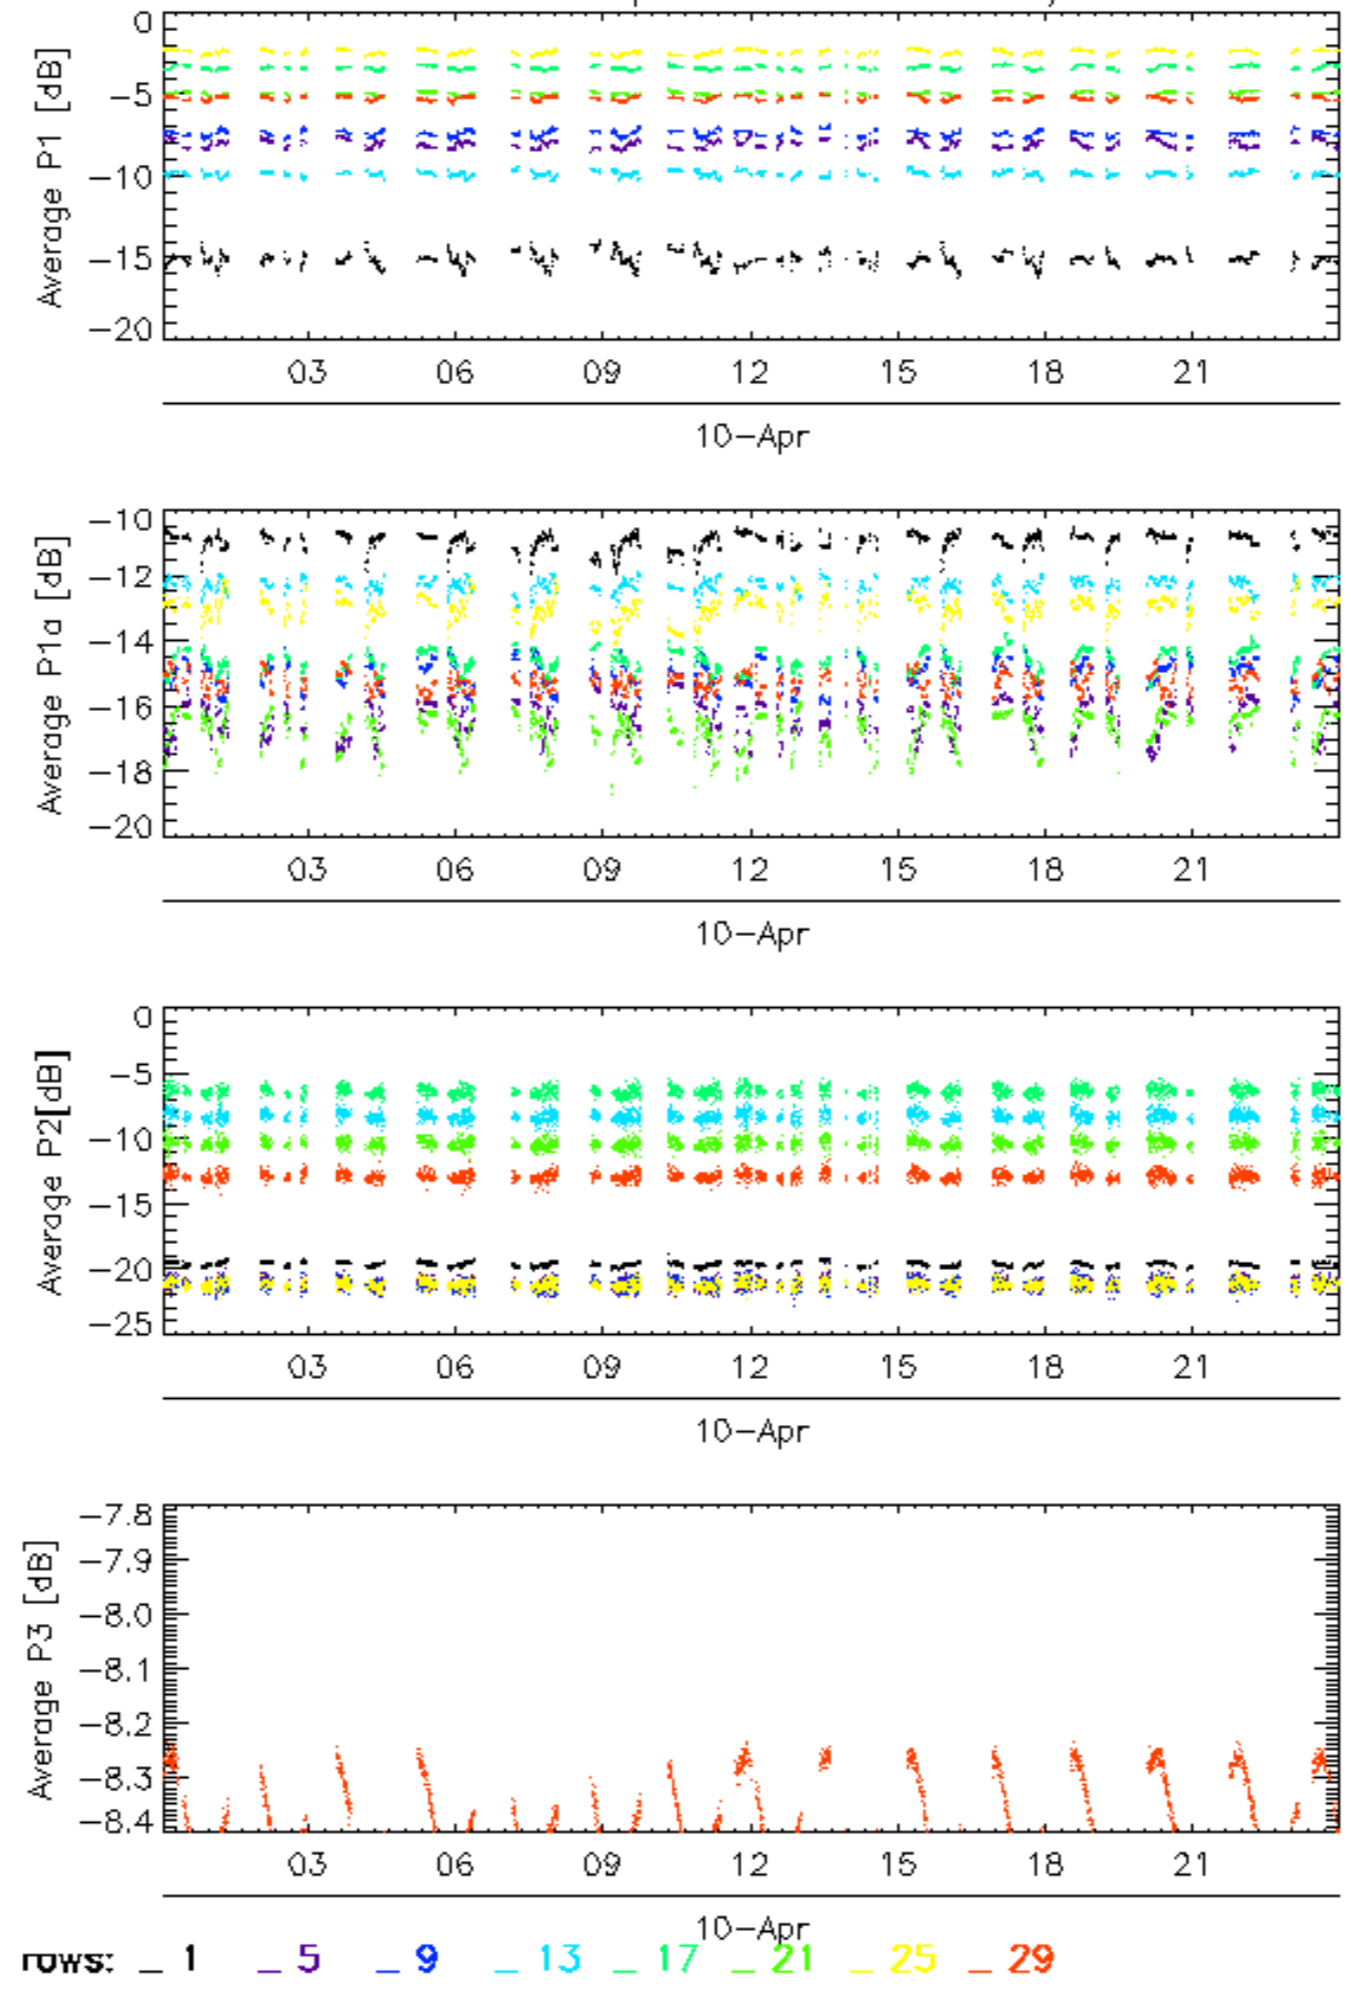 0
−5
−10
−15
−20
Average P1 [dB]
03 06 09 12 15 18 21
10−Apr
−10
−12
−14
−16
−18
−20
Average P1a [dB]
03 06 09 12 15 18 21
10−Apr
0
−5
−10
−15
−20
−25
Average P2[dB]
03 06 09 12 15 18 21
10−Apr
−7.8
−7.9
−8.0
−8.1
−8.2
−8.3
−8.4
Average P3 [dB]
03 06 09 12 15 18 21
10−Apr
rows: _ 1 _ 5 _ 9 _ 13 _ 17 _ 21 _ 25 _ 29